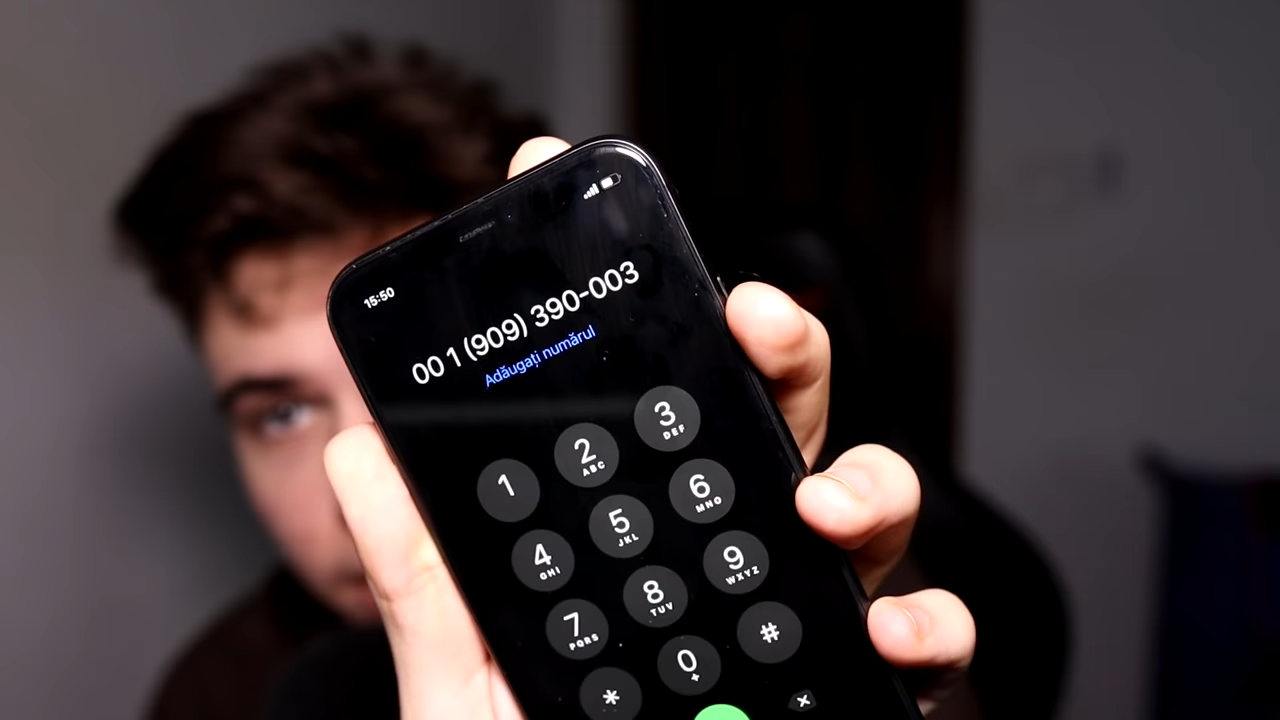 15:50
00 1 (909) 390-003
Adăugați numărul
1
2
ABC
3
DEF
4
GHI
5
JKL
6
MNO
7
PQRS
8
TUV
9
WXYZ
*
0
+
#